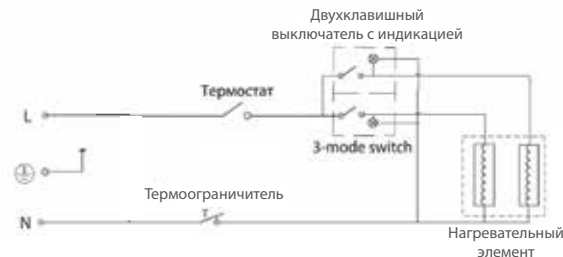 Двухклавишный
выключатель с индикацией
Термостат
L
3-mode switch
Термоограничитель
T
N
Нагревательный
элемент